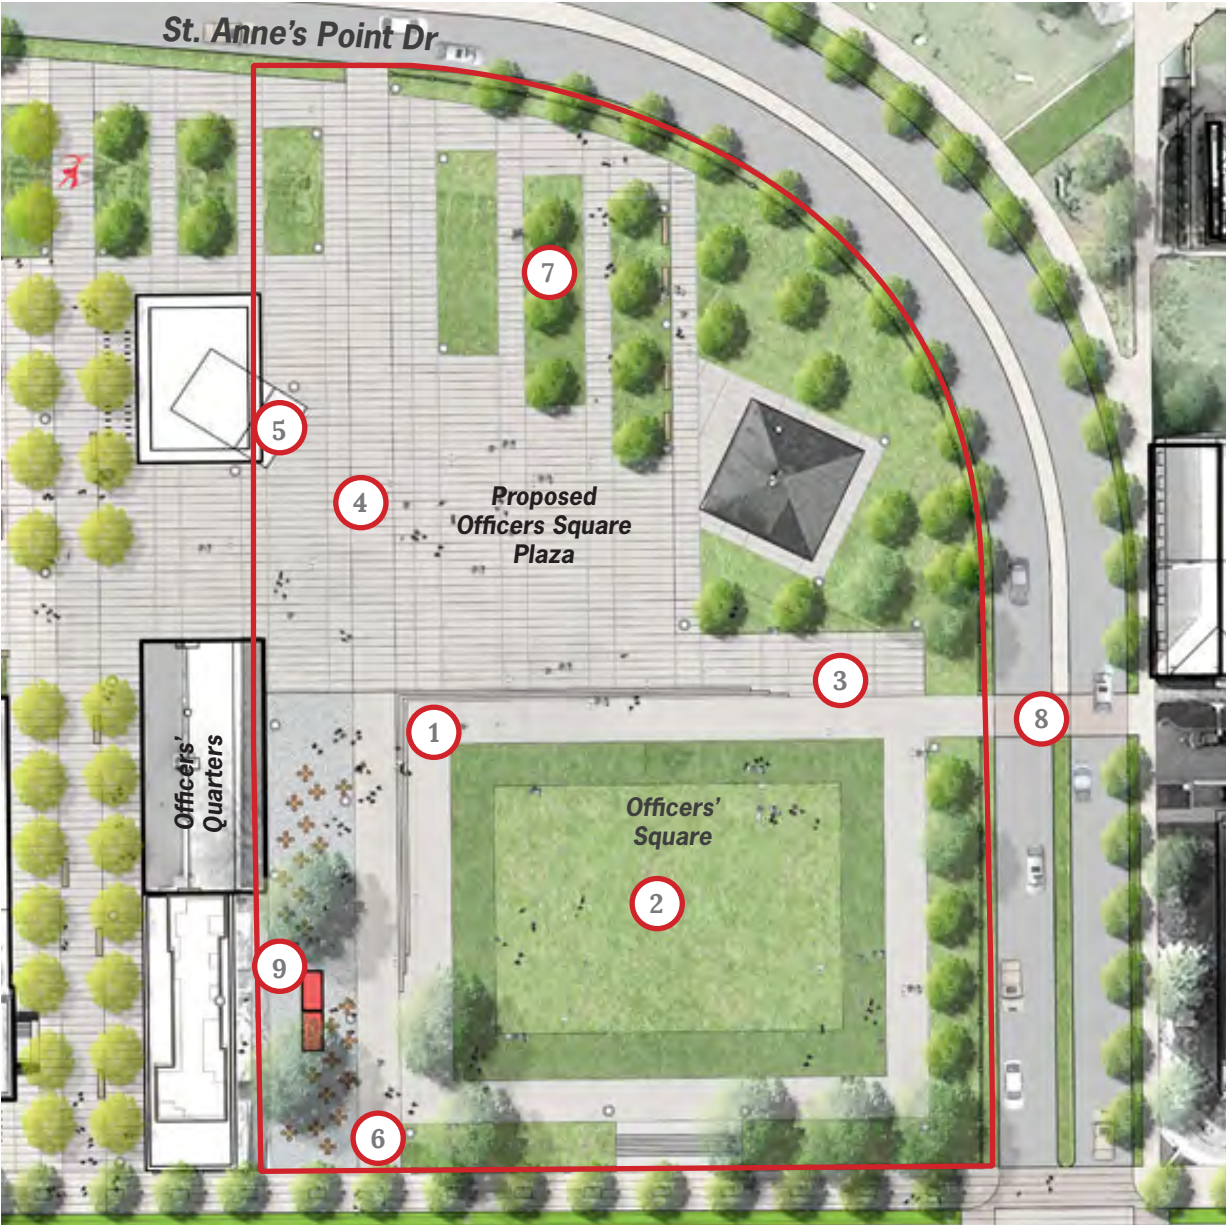 St. Anne's Point Dr
7
5
4
Proposed
Officers Square
Plaza
3
1
8
Officers'
Quarters
Officers'
Square
2
9
6